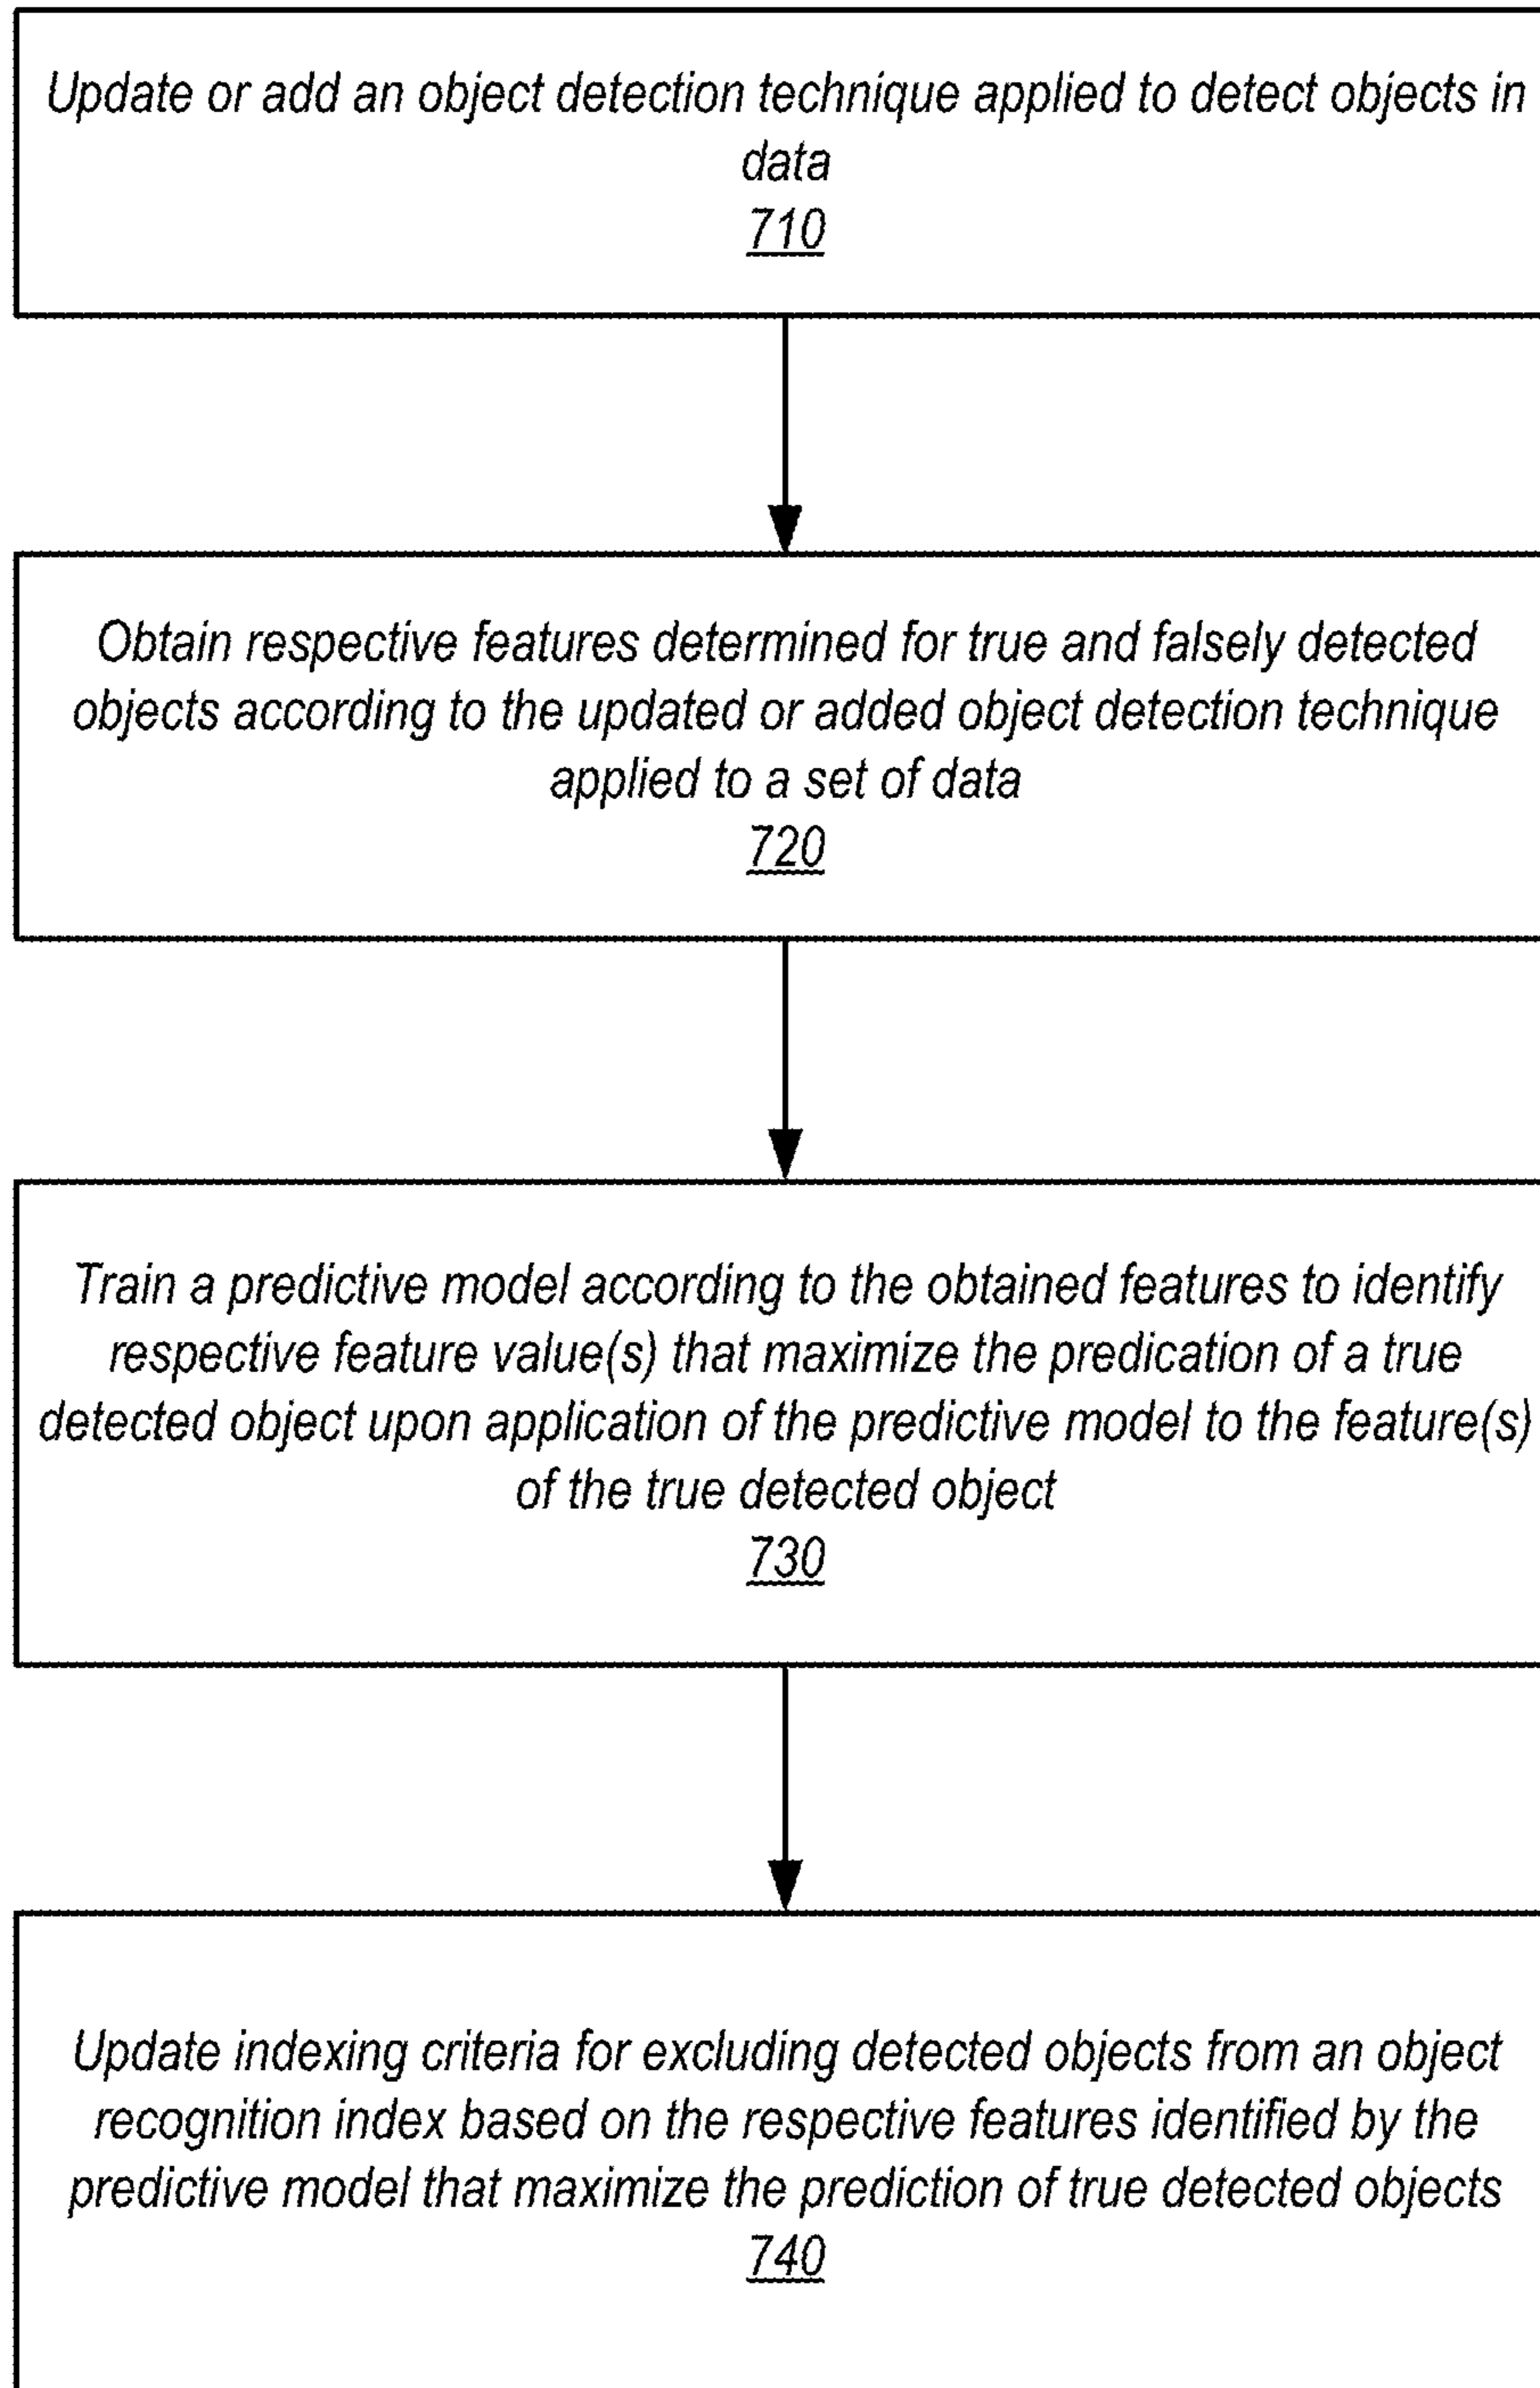 Update or add an object detection technique applied to detect objects in
data
710
Obtain respective features determined for true and falsely detected
objects according to the updated or added object detection technique
applied to a set of data
720
Train a predictive model according to the obtained features to identify
respective feature value(s) that maximize the predication of a true
detected object upon application of the predictive model to the feature(s)
of the true detected object
730
Update indexing criteria for excluding detected objects from an object
recognition index based on the respective features identified by the
predictive model that maximize the prediction of true detected objects
740